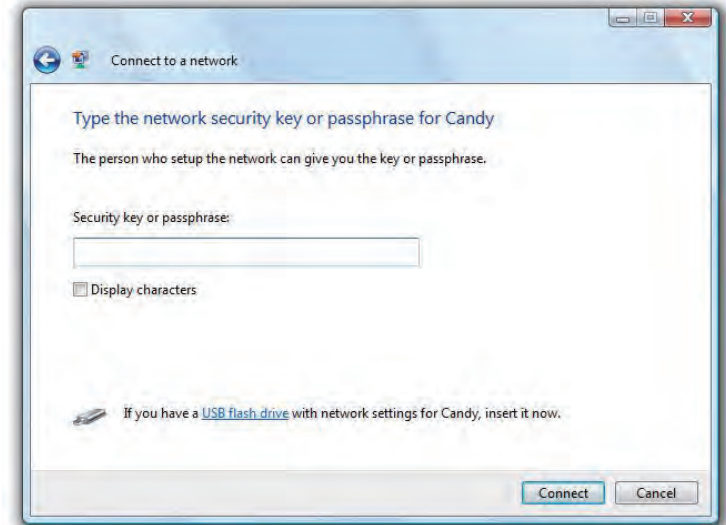 Connect to a network
Type the network security key or passphrase for Candy
The person who setup the network can give you the key or passphrase.
Security key or passphrase:
Display characters
If you have a USB flash drive with network settings for Candy, insert it now.
Connect Cancel